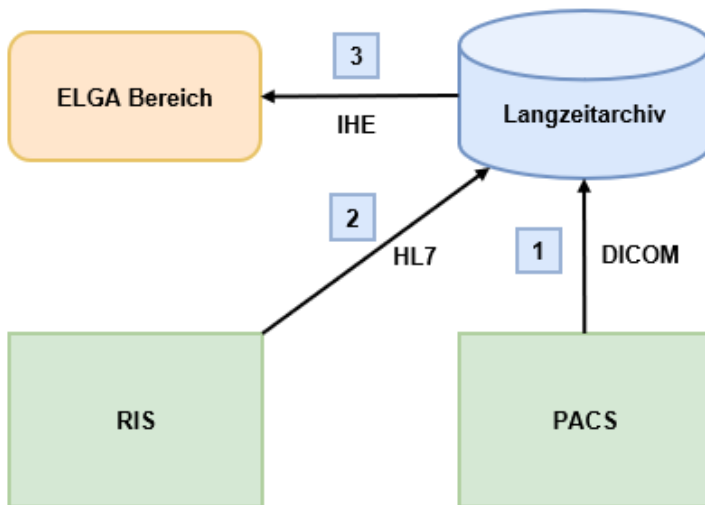 3
ELGA Bereich
Langzeitarchiv
IHE
2
HL7
1
DICOM
RIS
PACS